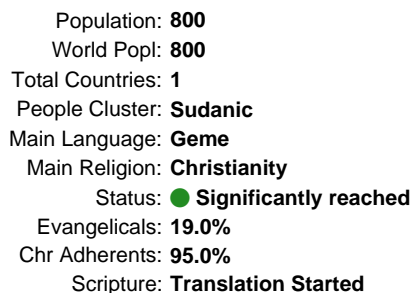 Population: 800
World Popl: 800
Total Countries: 1
People Cluster: Sudanic
Main Language: Geme
Main Religion: Christianity
Status: Significantly reached
Evangelicals: 19.0%
Chr Adherents: 95.0%
Scripture: Translation Started